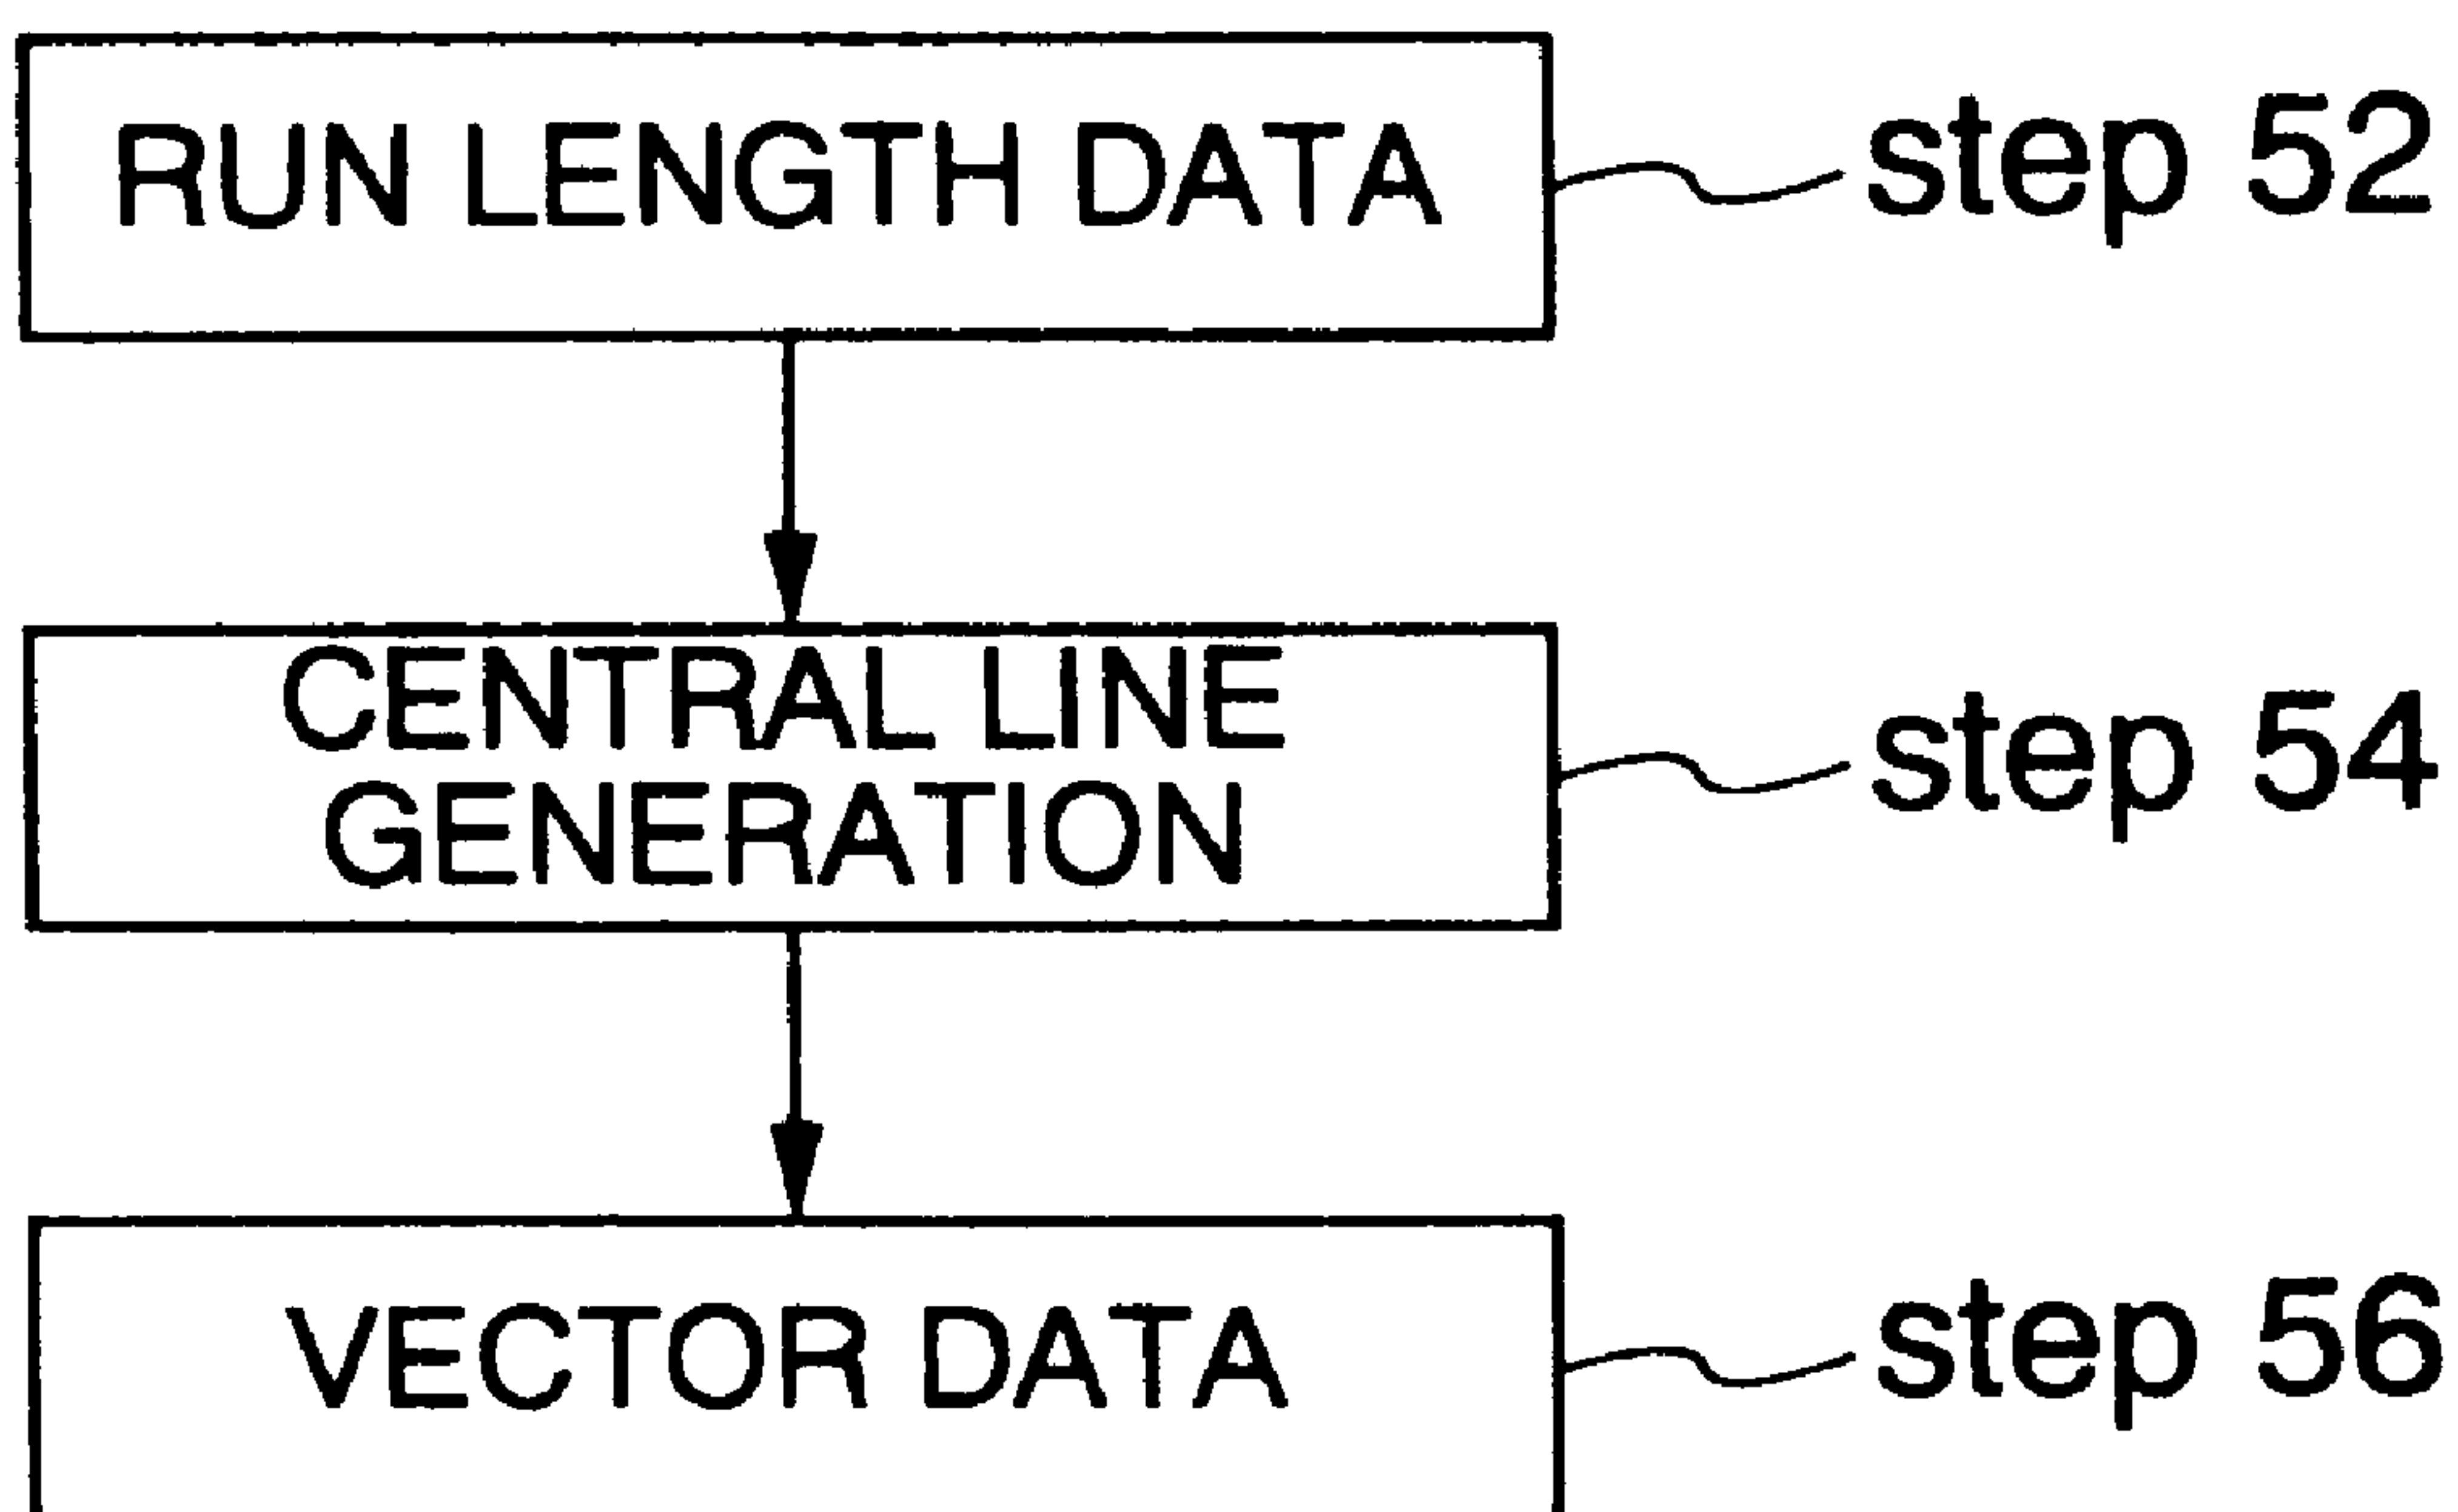 RUN LENGTH DATA
step 52
CENTRAL LINE
GENERATION
step 54
VECTOR DATA
step 56